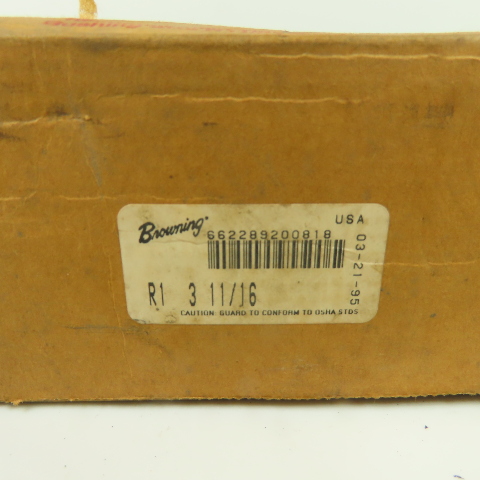 Browning USA
662289200818
03-21-95
R1 3 11/16
CAUTION: GUARD TO CONFORM TO OSHA STDS